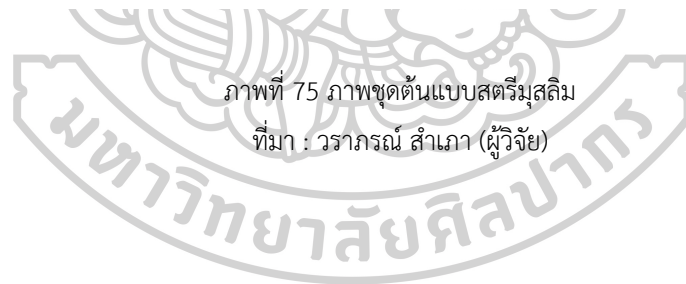 ภาพที่ 75 ภาพชุดต้นแบบสตรีมุสลิม
ที่มา : วราภรณ์ สำเภา (ผู้วิจัย)
มหาวิทยาลัยศิลปากร